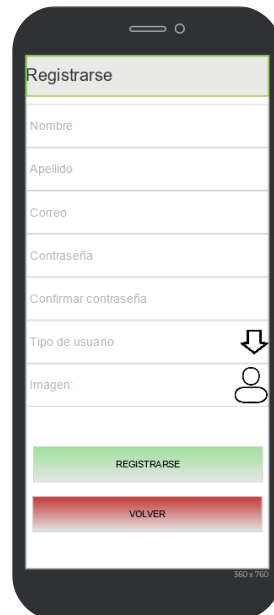 Registrarse
Nombre
Apellido
Correo
Contraseña
Confirmar contraseña
Tipo de usuario
Imagen:
REGISTRARSE
VOLVER
360 x 760